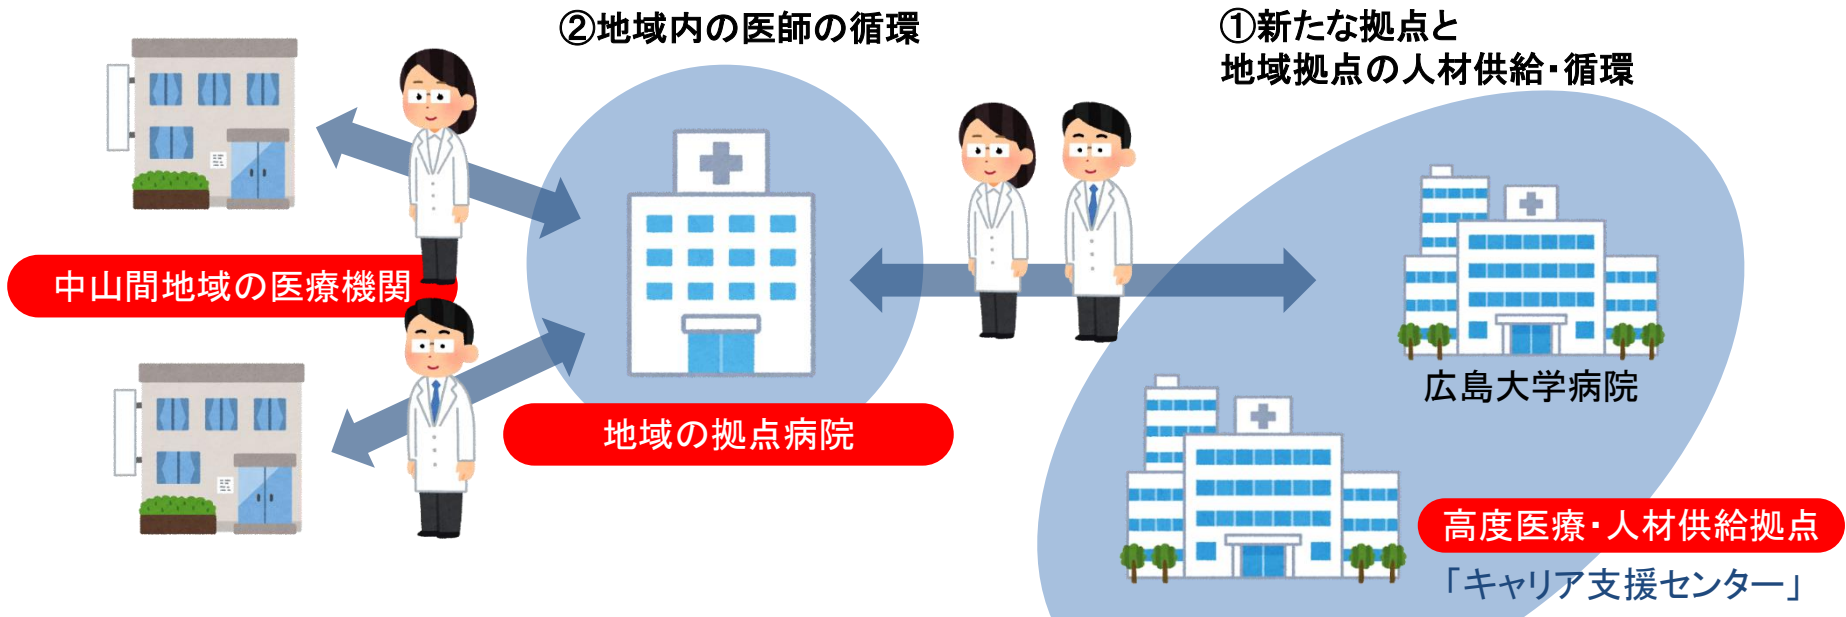 ②地域内の医師の循環
①新たな拠点と
地域拠点の人材供給・循環
中山間地域の医療機関
地域の拠点病院
広島大学病院
高度医療・人材供給拠点
「キャリア支援センター」